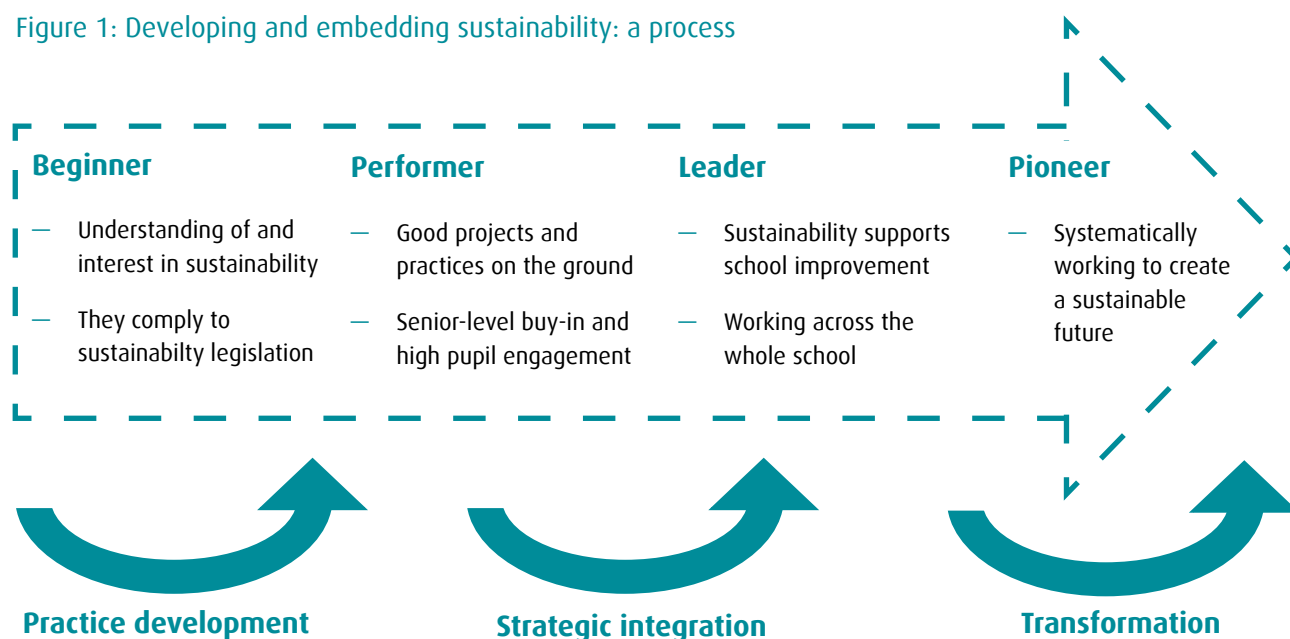 Figure 1: Developing and embedding sustainability: a process
Beginner
— Understanding of and
interest in sustainability
— They comply to
sustainabilty legislation
Performer
— Good projects and
practices on the ground
— Senior-level buy-in and
high pupil engagement
Leader
— Sustainability supports
school improvement
— Working across the
whole school
Pioneer
— Systematically
working to create
a sustainable
future
Practice development
Strategic integration
Transformation